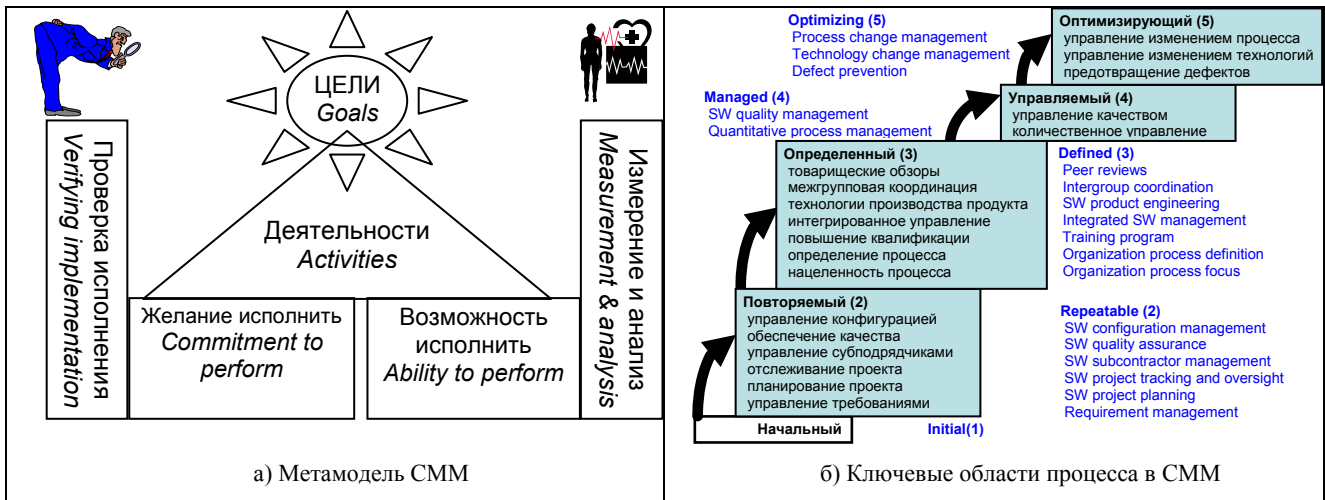 ЦЕЛИ
Goals
Проверка исполнения
Verifying implementation
Деятельности
Activities
Желание исполнить
Commitment to
perform
Возможность
исполнить
Ability to perform
Измерение и анализ
Measurement & analysis
а) Метамодель CMM
Optimizing (5)
Process change management
Technology change management
Defect prevention
Оптимизирующий (5)
управление изменением процесса
управление изменением технологий
предотвращение дефектов
Managed (4)
SW quality management
Quantitative process management
Управляемый (4)
управление качеством
количественное управление
Определенный (3)
товарищеские обзоры
межгрупповая координация
технологии производства продукта
интегрированное управление
повышение квалификации
определение процесса
нацеленность процесса
Defined (3)
Peer reviews
Intergroup coordination
SW product engineering
Integrated SW management
Training program
Organization process definition
Organization process focus
Повторяемый (2)
управление конфигурацией
обеспечение качества
управление субподрядчиками
отслеживание проекта
планирование проекта
управление требованиями
Repeatable (2)
SW configuration management
SW quality assurance
SW subcontractor management
SW project tracking and oversight
SW project planning
Requirement management
Начальный
Initial(1)
б) Ключевые области процесса в CMM